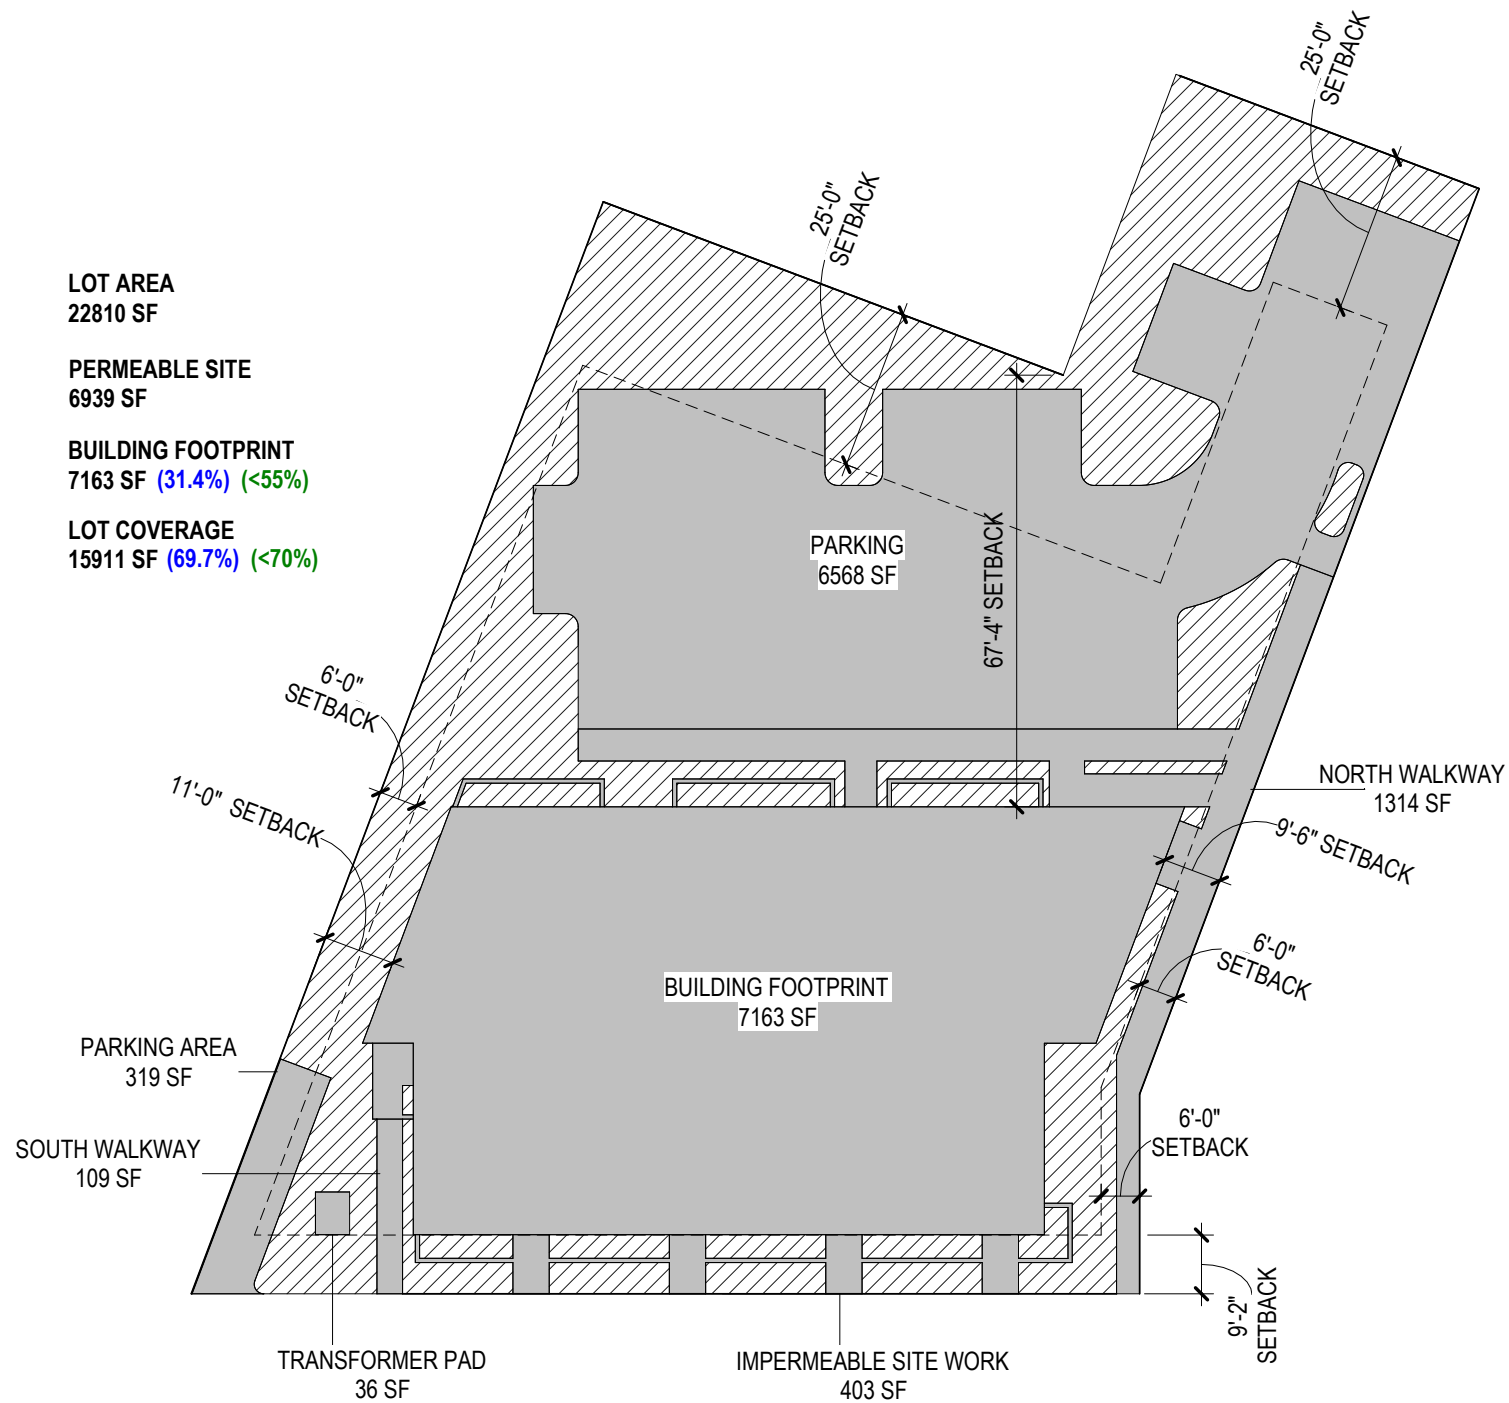 25'-0"
SETBACK
25'-0"
SETBACK
LOT AREA
22810 SF
PERMEABLE SITE
6939 SF
BUILDING FOOTPRINT
7163 SF (31.4%) (<55%)
LOT COVERAGE
15911 SF (69.7%) (<70%)
PARKING
6568 SF
67'-4" SETBACK
6'-0"
SETBACK
11'-0" SETBACK
NORTH WALKWAY
1314 SF
9'-6" SETBACK
6'-0"
SETBACK
BUILDING FOOTPRINT
7163 SF
PARKING AREA
319 SF
SOUTH WALKWAY
109 SF
6'-0"
SETBACK
9'-2"
SETBACK
TRANSFORMER PAD
36 SF
IMPERMEABLE SITE WORK
403 SF